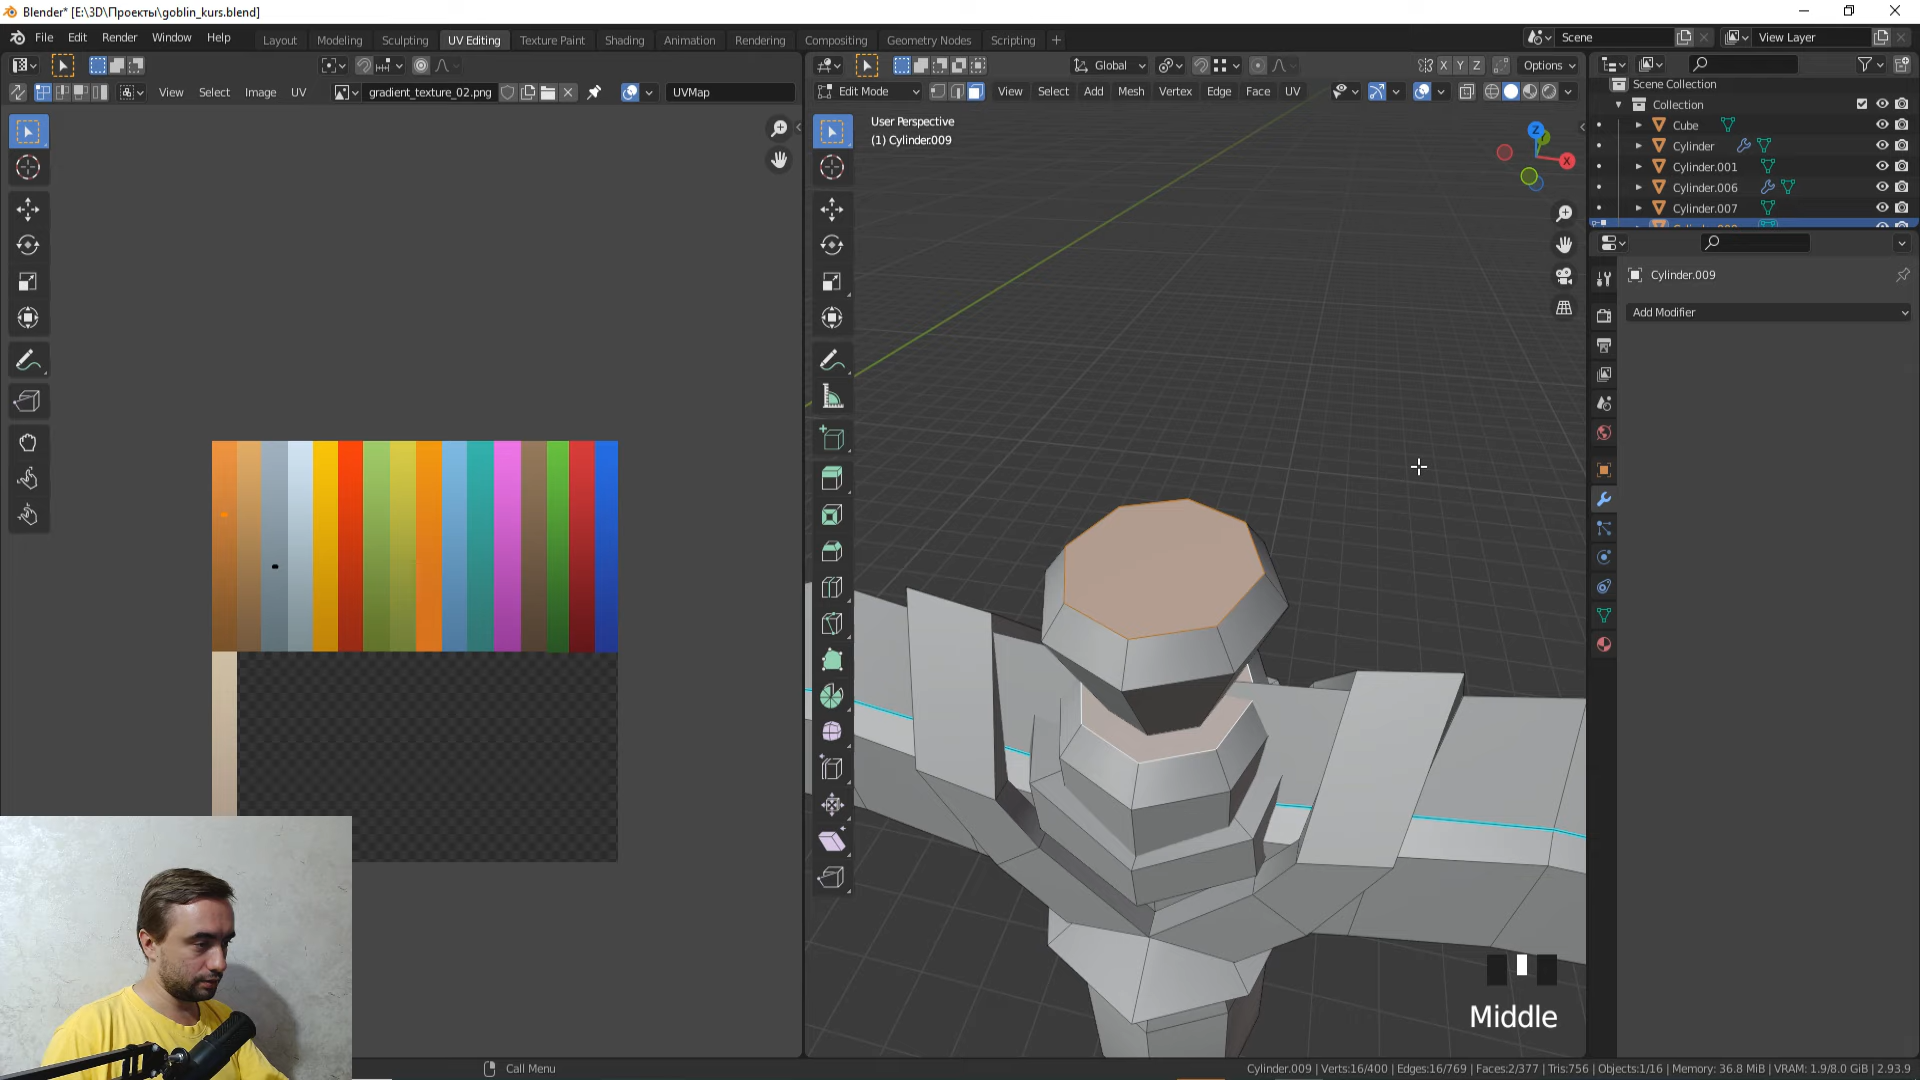 Blender* [E:\3D\Проекты\goblin_kurs.blend]
File Edit Render Window Help
Layout Modeling Sculpting UV Editing Texture Paint Shading Animation Rendering Compositing Geometry Nodes Scripting +
Scene
View Layer
Global
X Y Z
Options
View Select Image UV
gradient_texture_02.png
UVMap
Edit Mode
View Select Add Mesh Vertex Edge Face UV
Scene Collection
Collection
Cube
Cylinder
Cylinder.001
Cylinder.006
Cylinder.007
User Perspective
(1) Cylinder.009
Z
X
Cylinder.009
Add Modifier
Middle
Call Menu
Cylinder.009 | Verts:16/400 | Edges:16/769 | Faces:2/377 | Tris:756 | Objects:1/16 | Memory: 36.8 MiB | VRAM: 1.9/8.0 GiB | 2.93.9